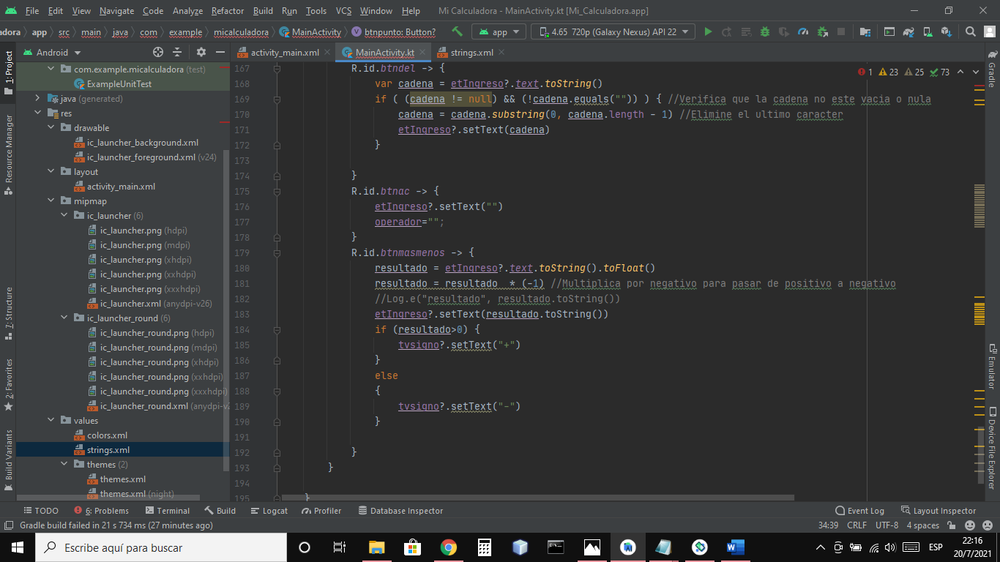 File Edit View Navigate Code Analyze Refactor Build Run Tools VCS Window Help Mi Calculadora - MainActivity.kt [Mi_Calculadora.app]
adora app src main java com example micalculadora MainActivity btnpunto: Button? app 4.65 720p (Galaxy Nexus) API 22
Android activity_main.xml MainActivity.kt strings.xml
1: Project
Resource Manager
7: Structure
2: Favorites
Build Variants
com.example.micalculadora (test)
ExampleUnitTest
java (generated)
res
drawable
ic_launcher_background.xml
ic_launcher_foreground.xml (v24)
layout
activity_main.xml
mipmap
ic_launcher (6)
ic_launcher.png (hdpi)
ic_launcher.png (mdpi)
ic_launcher.png (xhdpi)
ic_launcher.png (xxhdpi)
ic_launcher.png (xxxhdpi)
ic_launcher.xml (anydpi-v26)
ic_launcher_round (6)
ic_launcher_round.png (hdpi)
ic_launcher_round.png (mdpi)
ic_launcher_round.png (xhdpi)
ic_launcher_round.png (xxhdpi)
ic_launcher_round.png (xxxhdpi)
ic_launcher_round.xml (anydpi-v2
values
colors.xml
strings.xml
themes (2)
themes.xml
themes.xml (night)
1 23 25 73
167 R.id.btndel -> {
168 var cadena = etIngreso?.text.toString()
169 if ( (cadena != null) && (!cadena.equals("")) ) { //Verifica que la cadena no este vacia o nula
170 cadena = cadena.substring(0, cadena.length - 1) //Elimine el ultimo caracter
171 etIngreso?.setText(cadena)
172 }
173
174 }
175 R.id.btnac -> {
176 etIngreso?.setText("")
177 operador="";
178 }
179 R.id.btnmasmenos -> {
180 resultado = etIngreso?.text.toString().toFloat()
181 resultado = resultado  * (-1) //Multiplica por negativo para pasar de positivo a negativo
182 //Log.e("resultado", resultado.toString())
183 etIngreso?.setText(resultado.toString())
184 if (resultado>0) {
185 tvsigno?.setText("+")
186 }
187 else
188 {
189 tvsigno?.setText("-")
190 }
191
192 }
193 }
194
195 }
Gradle
Emulator
Device File Explorer
TODO 6: Problems Terminal Build Logcat Profiler Database Inspector Event Log Layout Inspector
Gradle build failed in 21 s 734 ms (27 minutes ago) 34:39 CRLF UTF-8 4 spaces
Escribe aquí para buscar
ESP
22:16
20/7/2021